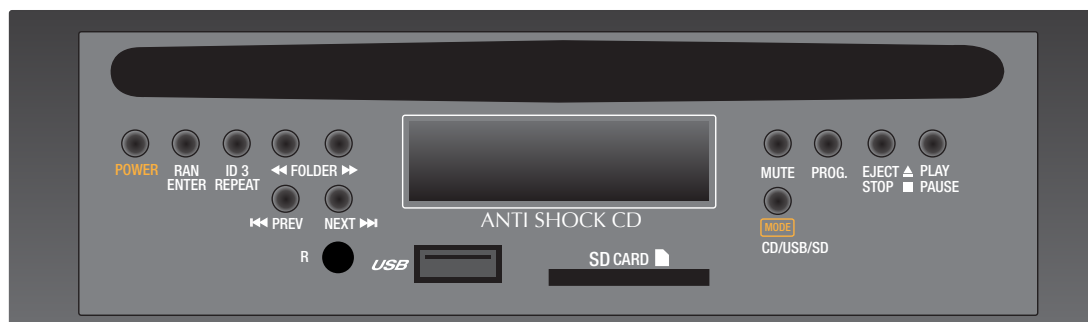 POWER
RAN
ENTER
ID 3
REPEAT
◀◀ FOLDER ▶▶
MUTE
PROG.
EJECT ⏏
STOP ■
PLAY
PAUSE
⏮ PREV
NEXT ⏭
ANTI SHOCK CD
MODE
CD/USB/SD
R
USB
SD CARD